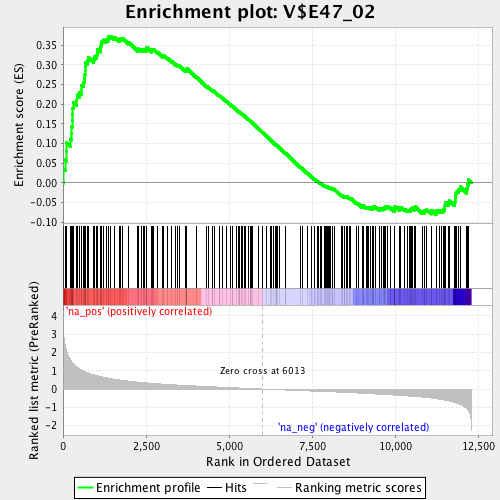 Enrichment plot: V$E47_02
Enrichment score (ES)
0.35
0.30
0.25
0.20
0.15
0.10
0.05
0.00
-0.05
-0.10
'na_pos' (positively correlated)
Ranked list metric (PreRanked)
4
3
2
1
0
-1
-2
Zero cross at 6013
'na_neg' (negatively correlated)
0
2,500
5,000
7,500
10,000
12,500
Rank in Ordered Dataset
Enrichment profile
Hits
Ranking metric scores